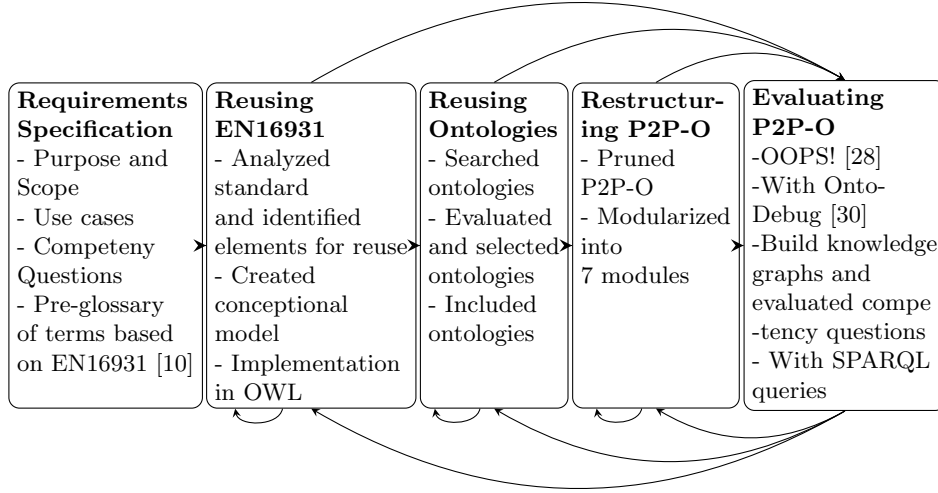 Requirements
Specification
- Purpose and
Scope
- Use cases
- Competeny
Questions
- Pre-glossary
of terms based
on EN16931 [10]
Reusing
EN16931
- Analyzed
standard
and identified
elements for reuse
- Created
conceptional
model
- Implementation
in OWL
Reusing
Ontologies
- Searched
ontologies
- Evaluated
and selected
ontologies
- Included
ontologies
Restructur-
ing P2P-O
- Pruned
P2P-O
- Modularized
into
7 modules
Evaluating
P2P-O
-OOPS! [28]
-With Onto-
Debug [30]
-Build knowledge
graphs and
evaluated compe
-tency questions
- With SPARQL
queries